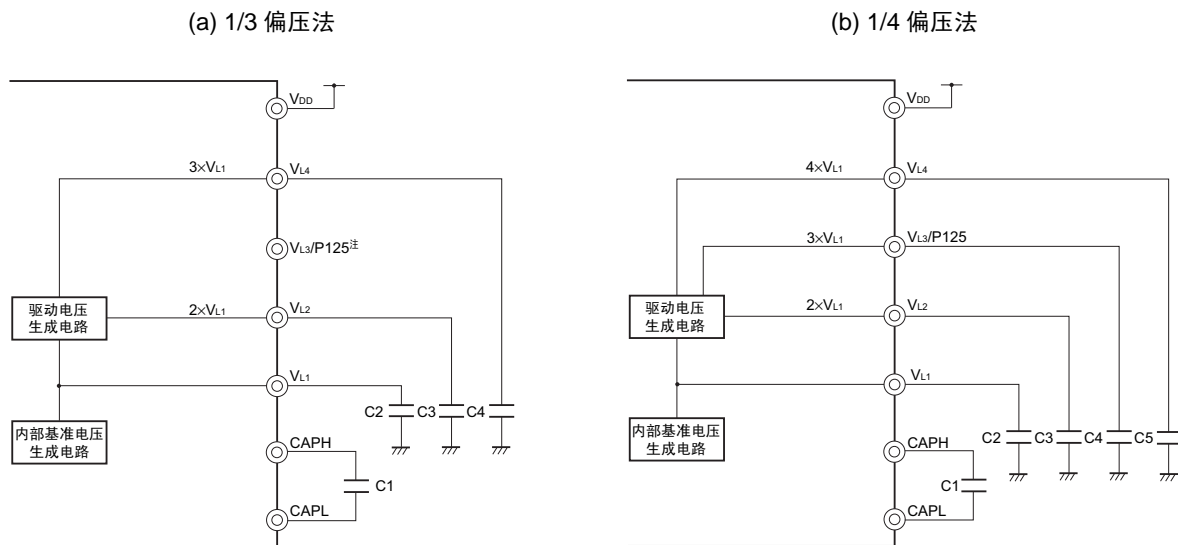 (a) 1/3 偏压法
VDD
3×VL1
VL4
VL3/P125注
驱动电压
生成电路
2×VL1
VL2
VL1
C2
C3
C4
内部基准电压
生成电路
CAPH
C1
CAPL
(b) 1/4 偏压法
VDD
4×VL1
VL4
3×VL1
VL3/P125
驱动电压
生成电路
2×VL1
VL2
VL1
内部基准电压
生成电路
C2
C3
C4
C5
CAPH
C1
CAPL